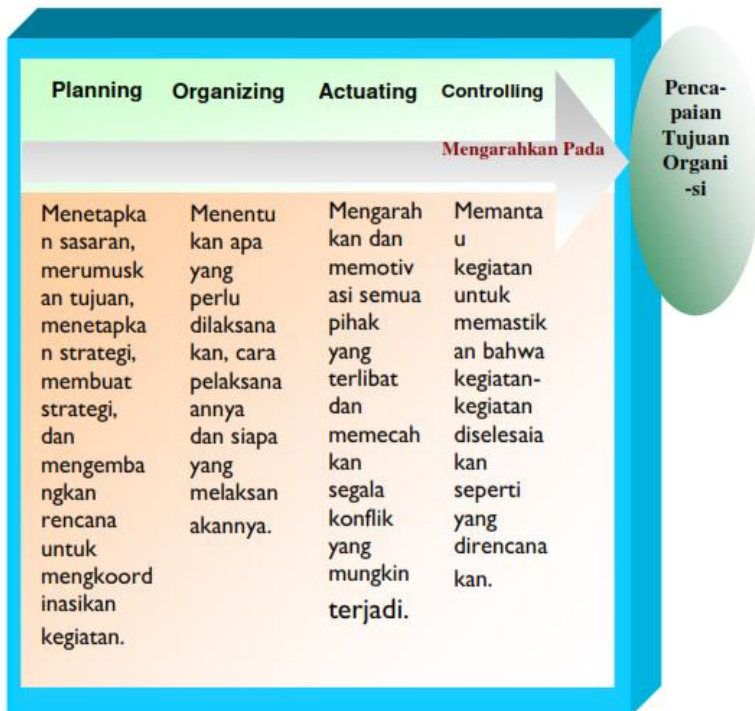 Planning
Organizing
Actuating
Controlling
Mengarahkan Pada
Penca-
paian
Tujuan
Organi
-si
Menetapka
n sasaran,
merumusk
an tujuan,
menetapka
n strategi,
membuat
strategi,
dan
mengemba
ngkan
rencana
untuk
mengkoord
inasikan
kegiatan.
Menentu
kan apa
yang
perlu
dilaksana
kan, cara
pelaksana
annya
dan siapa
yang
melaksan
akannya.
Mengarah
kan dan
memotiv
asi semua
pihak
yang
terlibat
dan
memecah
kan
segala
konflik
yang
mungkin
terjadi.
Memanta
u
kegiatan
untuk
memastik
an bahwa
kegiatan-
kegiatan
diselesaia
kan
seperti
yang
direncana
kan.